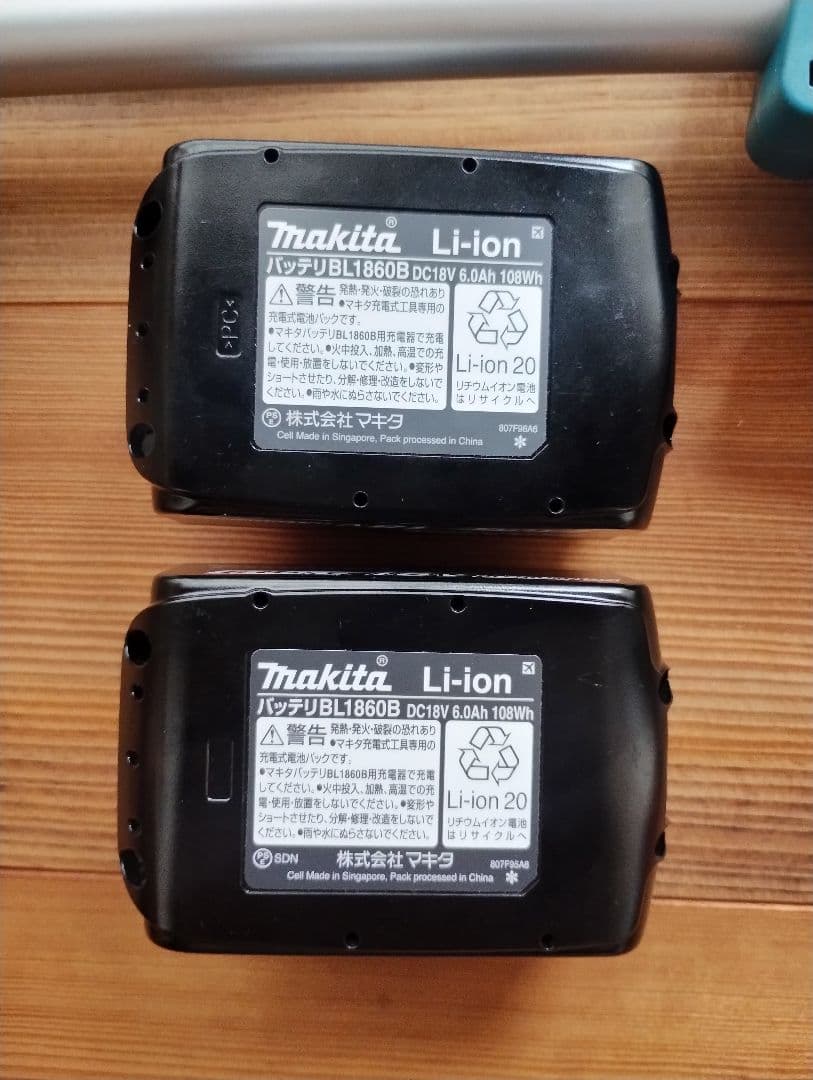 makita® Li-ion
バッテリBL1860B DC18V 6.0Ah 108Wh
警告 発熱・発火・破裂の恐れあり
●マキタ充電式工具専用の
充電式電池パックです。
●マキタバッテリBL1860B用充電器で充電
してください。●火中投入、加熱、高温での充
電・使用・放置をしないでください。●変形や
ショートさせたり、分解・修理・改造をしないで
ください。●雨や水にぬらさないでください。
Li-ion 20
リチウムイオン電池
はリサイクルへ
PSE 株式会社マキタ
807F96A6
Cell Made in Singapore, Pack processed in China
>PC<
makita® Li-ion
バッテリBL1860B DC18V 6.0Ah 108Wh
警告 発熱・発火・破裂の恐れあり
●マキタ充電式工具専用の
充電式電池パックです。
●マキタバッテリBL1860B用充電器で充電
してください。●火中投入、加熱、高温での充
電・使用・放置をしないでください。●変形や
ショートさせたり、分解・修理・改造をしないで
ください。●雨や水にぬらさないでください。
Li-ion 20
リチウムイオン電池
はリサイクルへ
PSE SDN 株式会社マキタ
807F95A8
Cell Made in Singapore, Pack processed in China